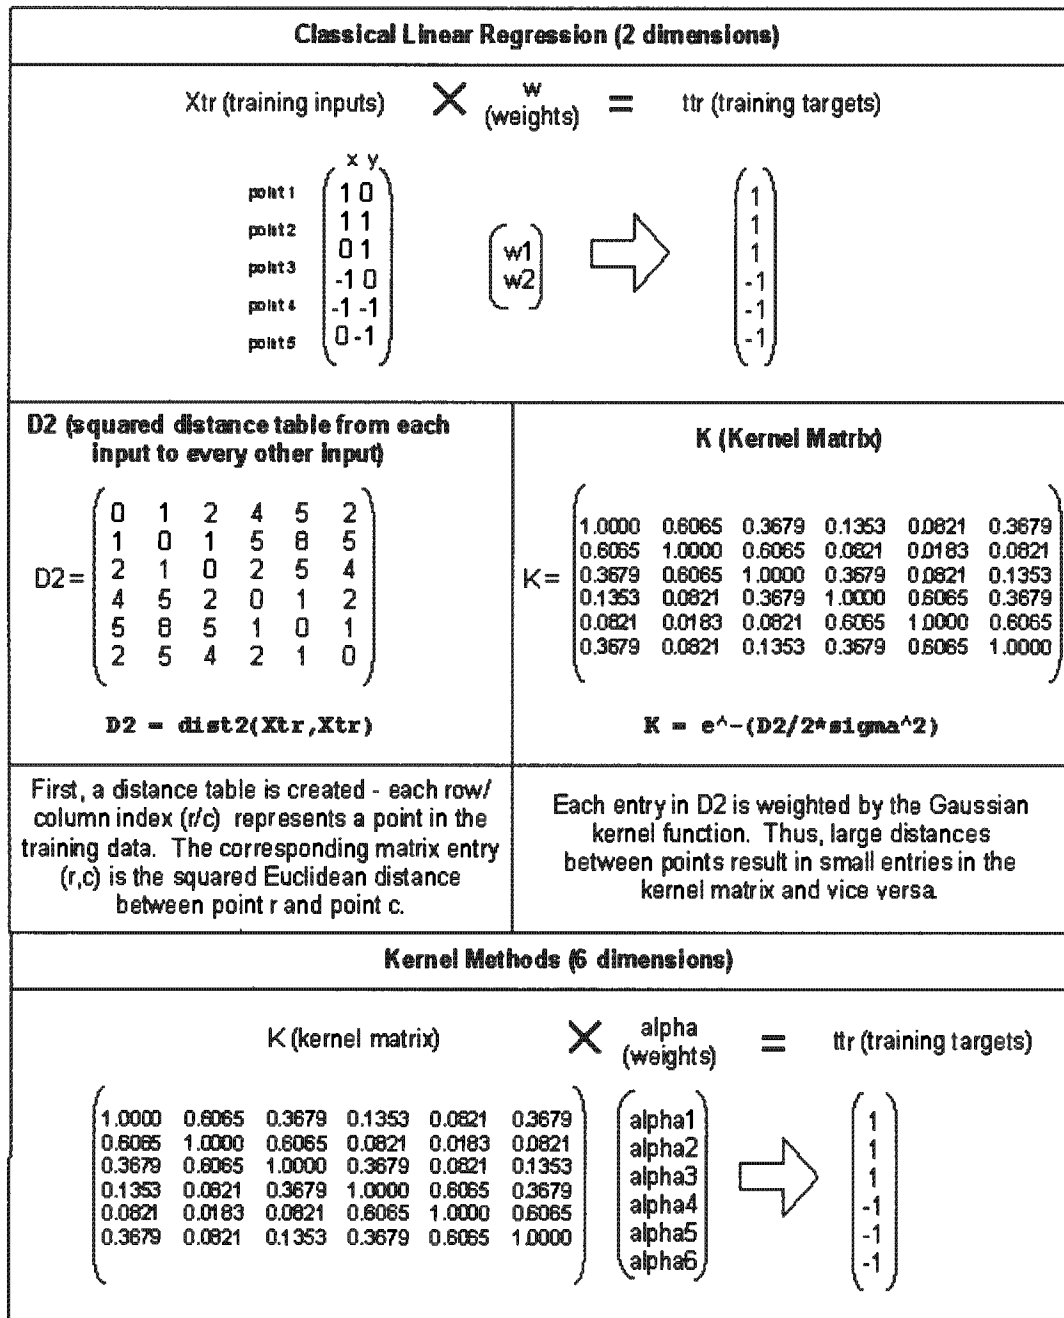 Classical Linear Regression (2 dimensions)
Xtr (training inputs) X w (weights) = ttr (training targets)
x y
point 1
point 2
point 3
point 4
point 5
1 0
1 1
0 1
-1 0
-1 -1
0 -1
w1
w2
1
1
1
-1
-1
-1
D2 (squared distance table from each
input to every other input)
D2 =
0 1 2 4 5 2
1 0 1 5 8 5
2 1 0 2 5 4
4 5 2 0 1 2
5 8 5 1 0 1
2 5 4 2 1 0
D2 = dist2(Xtr,Xtr)
K (Kernel Matrix)
K =
1.0000 0.6065 0.3679 0.1353 0.0821 0.3679
0.6065 1.0000 0.6065 0.0821 0.0183 0.0821
0.3679 0.6065 1.0000 0.3679 0.0821 0.1353
0.1353 0.0821 0.3679 1.0000 0.6065 0.3679
0.0821 0.0183 0.0821 0.6065 1.0000 0.6065
0.3679 0.0821 0.1353 0.3679 0.6065 1.0000
K = e^-(D2/2*sigma^2)
First, a distance table is created - each row/
column index (r/c) represents a point in the
training data. The corresponding matrix entry
(r,c) is the squared Euclidean distance
between point r and point c.
Each entry in D2 is weighted by the Gaussian
kernel function. Thus, large distances
between points result in small entries in the
kernel matrix and vice versa.
Kernel Methods (6 dimensions)
K (kernel matrix) X alpha (weights) = ttr (training targets)
1.0000 0.6065 0.3679 0.1353 0.0821 0.3679
0.6065 1.0000 0.6065 0.0821 0.0183 0.0821
0.3679 0.6065 1.0000 0.3679 0.0821 0.1353
0.1353 0.0821 0.3679 1.0000 0.6065 0.3679
0.0821 0.0183 0.0821 0.6065 1.0000 0.6065
0.3679 0.0821 0.1353 0.3679 0.6065 1.0000
alpha1
alpha2
alpha3
alpha4
alpha5
alpha6
1
1
1
-1
-1
-1